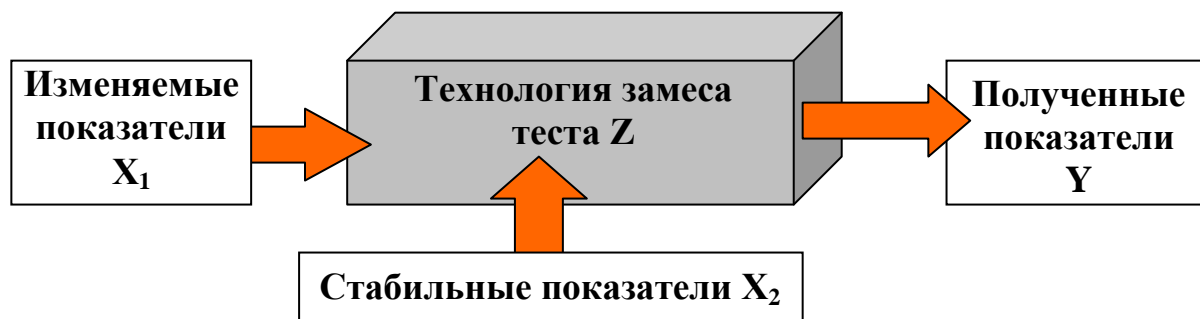 Изменяемые
показатели
X₁
Технология замеса
теста Z
Полученные
показатели
Y
Стабильные показатели X₂